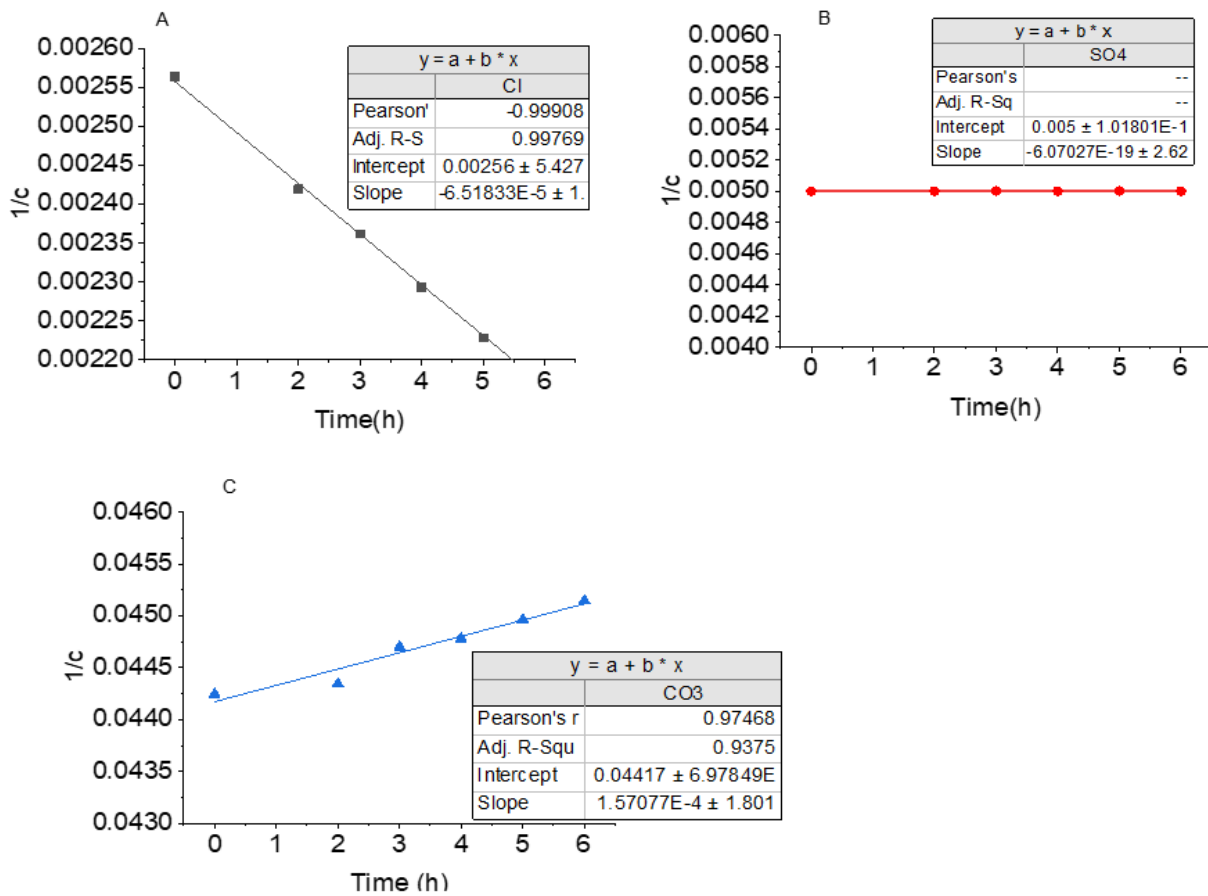 A
0.00260
0.00255
0.00250
0.00245
0.00240
0.00235
0.00230
0.00225
0.00220
1/c
0 1 2 3 4 5 6
Time(h)
y = a + b * x
Cl
Pearson' -0.99908
Adj. R-S 0.99769
Intercept 0.00256 ± 5.427
Slope -6.51833E-5 ± 1.
B
0.0060
0.0058
0.0056
0.0054
0.0052
0.0050
0.0048
0.0046
0.0044
0.0042
0.0040
1/c
0 1 2 3 4 5 6
Time(h)
y = a + b * x
SO4
Pearson's --
Adj. R-Sq --
Intercept 0.005 ± 1.01801E-1
Slope -6.07027E-19 ± 2.62
C
0.0460
0.0455
0.0450
0.0445
0.0440
0.0435
0.0430
1/c
0 1 2 3 4 5 6
Time (h)
y = a + b * x
CO3
Pearson's r 0.97468
Adj. R-Squ 0.9375
Intercept 0.04417 ± 6.97849E
Slope 1.57077E-4 ± 1.801